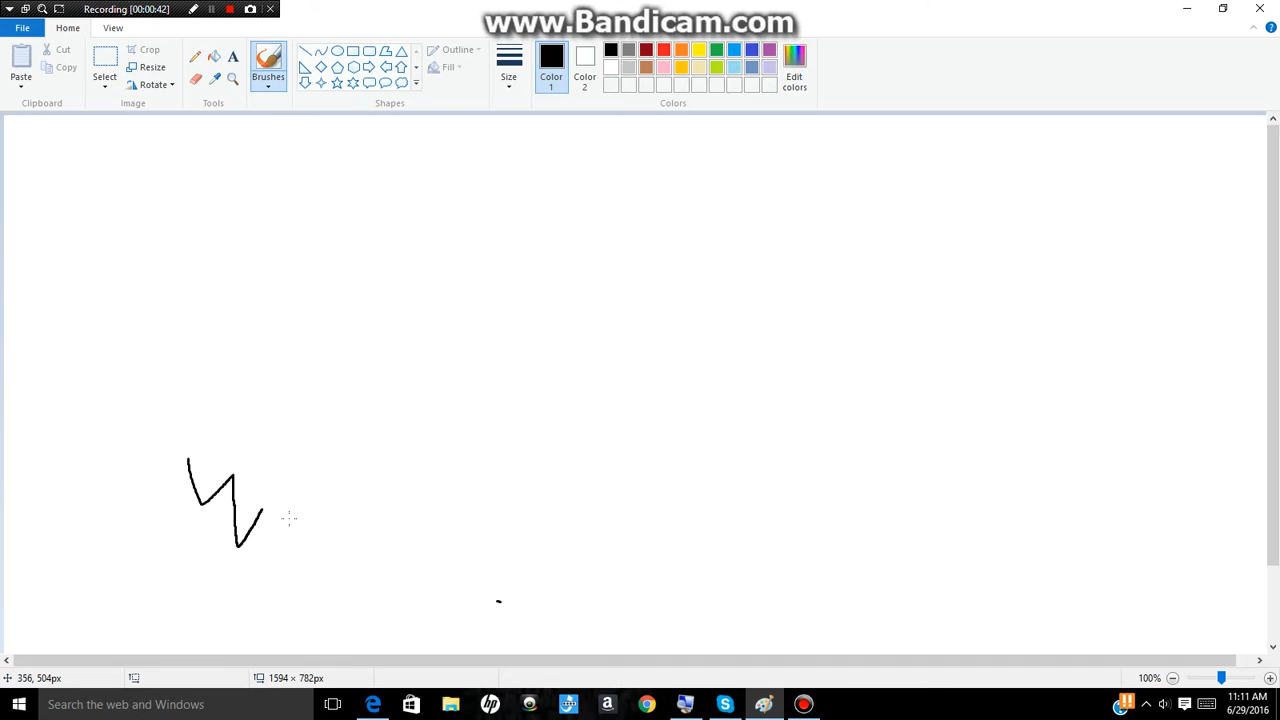 Recording [00:00:42]
www.Bandicam.com
File Home View
Paste Cut Copy
Select Crop Resize Rotate
Brushes
Outline Fill
Size
Color 1 Color 2
Edit colors
Clipboard Image Tools Shapes Colors
W
356, 504px 1594 × 782px 100%
Search the web and Windows
hp a S
11:11 AM
6/29/2016